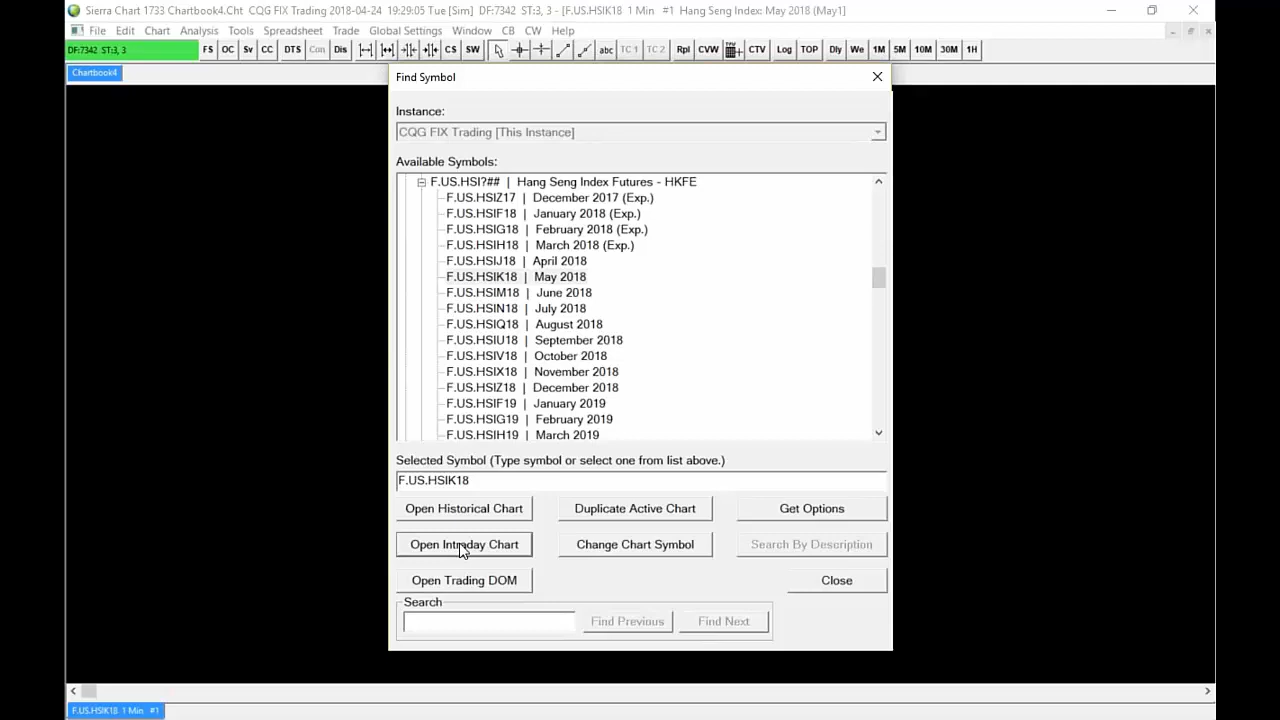 Sierra Chart 1733 Chartbook4.Cht CQG FIX Trading 2018-04-24 19:29:05 Tue [Sim] DF:7342 ST:3, 3 - [F.US.HSIK18 1 Min #1 Hang Seng Index: May 2018 (May1]
File Edit Chart Analysis Tools Spreadsheet Trade Global Settings Window CB CW Help
DF:7342 ST:3, 3 FS OC Sv CC DTS Con Dis CS SW abc TC 1 TC 2 Rpl CVW CTV Log TOP Dly We 1M 5M 10M 30M 1H
Chartbook4
Find Symbol
Instance:
CQG FIX Trading [This Instance]
Available Symbols:
F.US.HSI?## | Hang Seng Index Futures - HKFE
F.US.HSIZ17 | December 2017 (Exp.)
F.US.HSIF18 | January 2018 (Exp.)
F.US.HSIG18 | February 2018 (Exp.)
F.US.HSIH18 | March 2018 (Exp.)
F.US.HSIJ18 | April 2018
F.US.HSIK18 | May 2018
F.US.HSIM18 | June 2018
F.US.HSIN18 | July 2018
F.US.HSIQ18 | August 2018
F.US.HSIU18 | September 2018
F.US.HSIV18 | October 2018
F.US.HSIX18 | November 2018
F.US.HSIZ18 | December 2018
F.US.HSIF19 | January 2019
F.US.HSIG19 | February 2019
F.US.HSIH19 | March 2019
Selected Symbol (Type symbol or select one from list above.)
F.US.HSIK18
Open Historical Chart Duplicate Active Chart Get Options
Open Intraday Chart Change Chart Symbol Search By Description
Open Trading DOM Close
Search
Find Previous Find Next
F.US.HSIK18 1 Min #1